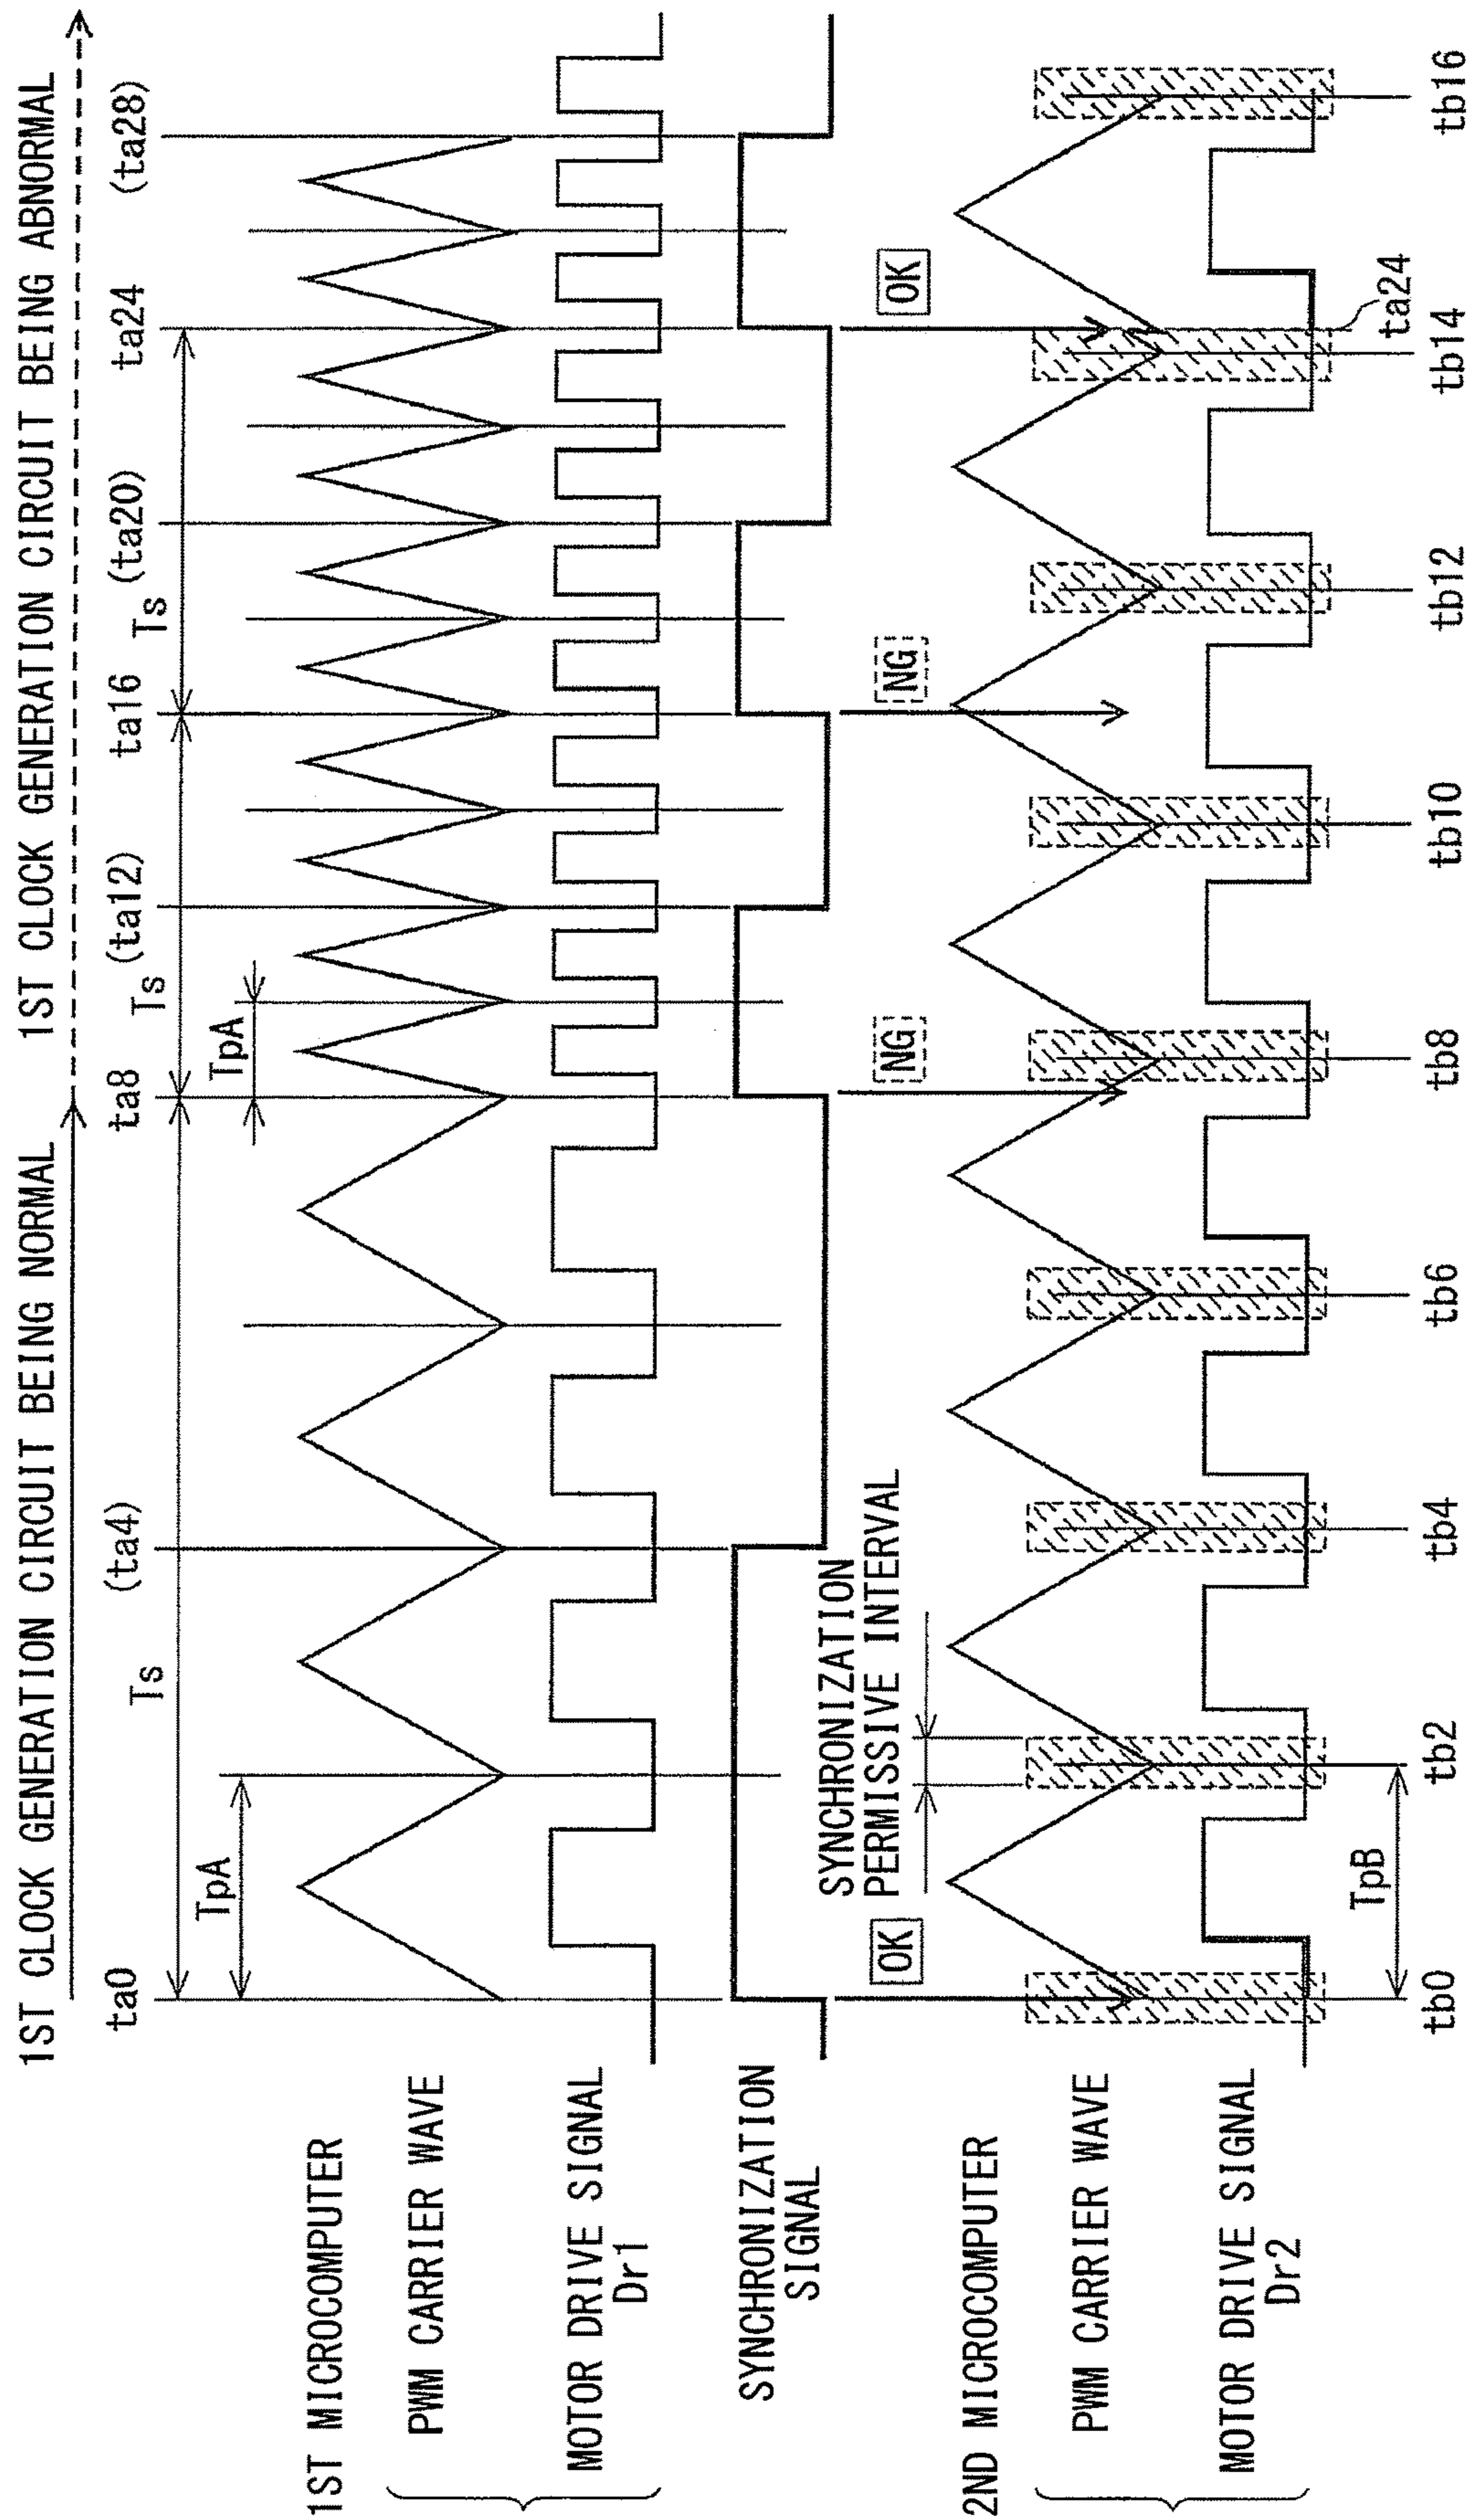 1ST CLOCK GENERATION CIRCUIT BEING NORMAL
1ST CLOCK GENERATION CIRCUIT BEING ABNORMAL
ta0
(ta4)
ta8
(ta12)
ta16
(ta20)
ta24
(ta28)
Ts
Ts
Ts
TpA
TpA
1ST MICROCOMPUTER
PWM CARRIER WAVE
MOTOR DRIVE SIGNAL
Dr1
SYNCHRONIZATION
SIGNAL
SYNCHRONIZATION
PERMISSIVE INTERVAL
OK
NG
NG
OK
2ND MICROCOMPUTER
PWM CARRIER WAVE
MOTOR DRIVE SIGNAL
Dr2
TpB
ta24
tb0
tb2
tb4
tb6
tb8
tb10
tb12
tb14
tb16